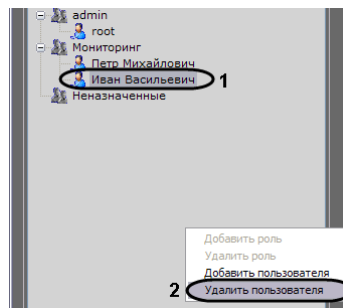 admin
root
Мониторинг
Петр Михайлович
Иван Васильевич 1
Неназначенные
Добавить роль
Удалить роль
Добавить пользователя
2 Удалить пользователя